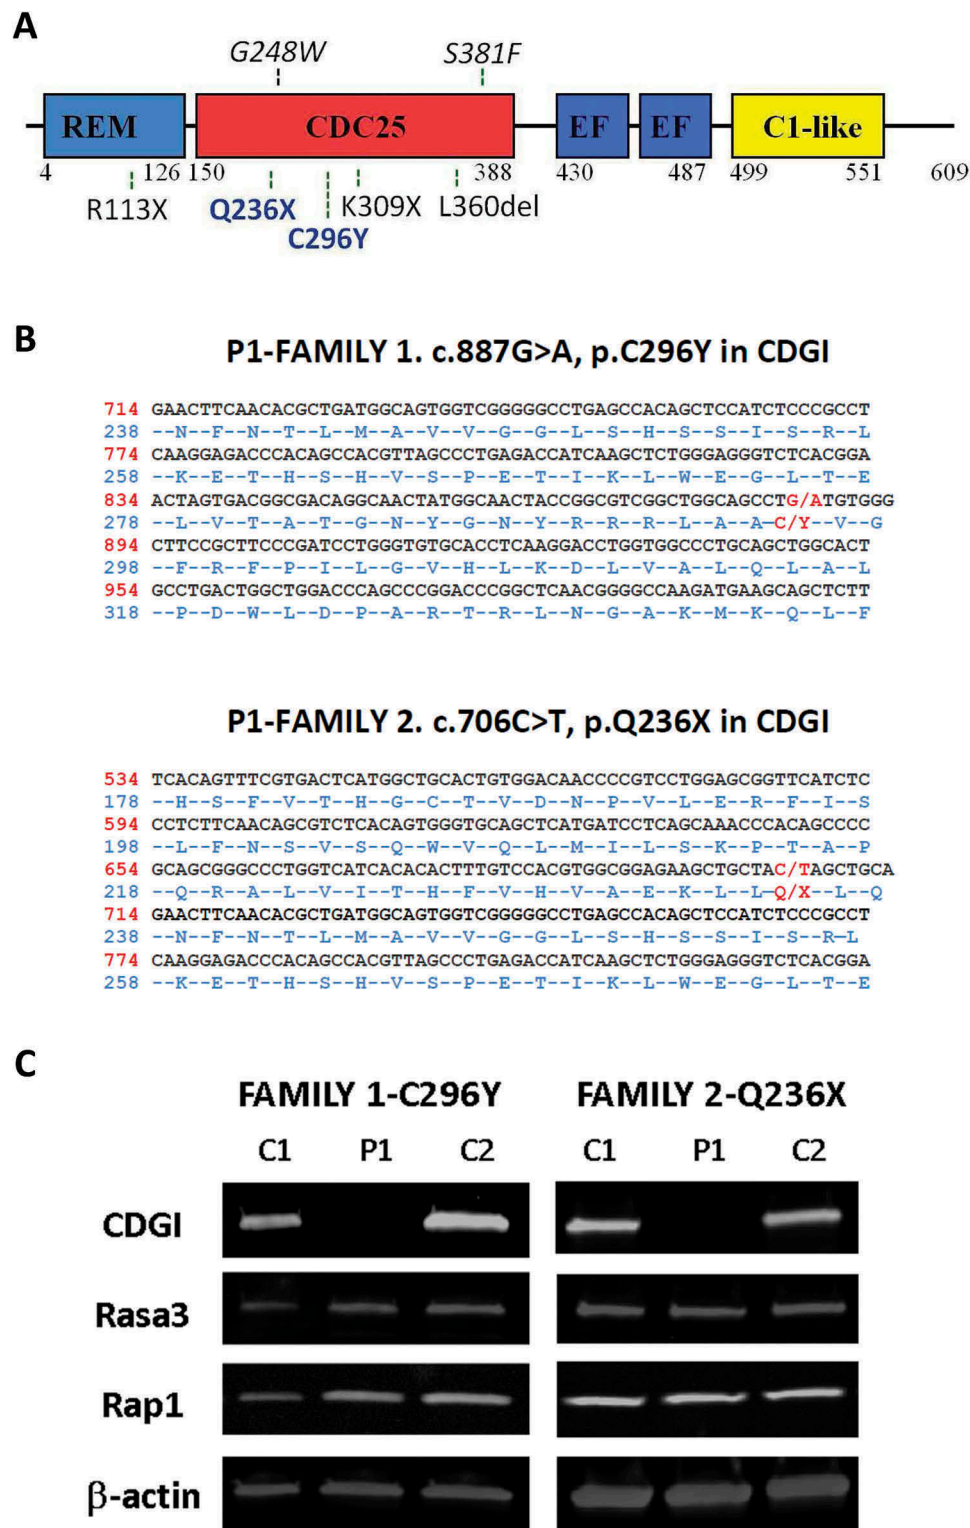 A
G248W S381F
REM CDC25 EF EF C1-like
4 126 150 388 430 487 499 551 609
R113X Q236X K309X L360del
C296Y
B
P1-FAMILY 1. c.887G>A, p.C296Y in CDGI
714 GAACTTCAACACGCTGATGGCAGTGGTCGGGGGCCTGAGCCACAGCTCCATCTCCCGCCT
238 --N--F--N--T--L--M--A--V--V--G--G--L--S--H--S--S--I--S--R--L
774 CAAGGAGACCCACAGCCACGTTAGCCCTGAGACCATCAAGCTCTGGGAGGGTCTCACGGA
258 --K--E--T--H--S--H--V--S--P--E--T--I--K--L--W--E--G--L--T--E
834 ACTAGTGACGGCGACAGGCAACTATGGCAACTACCGGCGTCGGCTGGCAGCCTG/ATGTGGG
278 --L--V--T--A--T--G--N--Y--G--N--Y--R--R--R--L--A--A—C/Y--V--G
894 CTTCCGCTTCCCGATCCTGGGTGTGCACCTCAAGGACCTGGTGGCCCTGCAGCTGGCACT
298 --F--R--F--P--I--L--G--V--H--L--K--D--L--V--A--L--Q--L--A--L
954 GCCTGACTGGCTGGACCCAGCCCGGACCCGGCTCAACGGGGCCAAGATGAAGCAGCTCTT
318 --P--D--W--L--D--P--A--R--T--R--L--N--G--A--K--M--K--Q--L--F
P1-FAMILY 2. c.706C>T, p.Q236X in CDGI
534 TCACAGTTTCGTGACTCATGGCTGCACTGTGGACAACCCCGTCCTGGAGCGGTTCATCTC
178 --H--S--F--V--T--H--G--C--T--V--D--N--P--V--L--E--R--F--I--S
594 CCTCTTCAACAGCGTCTCACAGTGGGTGCAGCTCATGATCCTCAGCAAACCCACAGCCCC
198 --L--F--N--S--V--S--Q--W--V--Q--L--M--I--L--S--K--P--T--A--P
654 GCAGCGGGCCCTGGTCATCACACACTTTGTCCACGTGGCGGAGAAGCTGCTAC/TAGCTGCA
218 --Q--R--A--L--V--I--T--H--F--V--H--V--A--E--K--L--L—Q/X--L--Q
714 GAACTTCAACACGCTGATGGCAGTGGTCGGGGGCCTGAGCCACAGCTCCATCTCCCGCCT
238 --N--F--N--T--L--M--A--V--V--G--G--L--S--H--S--S--I--S--R—L
774 CAAGGAGACCCACAGCCACGTTAGCCCTGAGACCATCAAGCTCTGGGAGGGTCTCACGGA
258 --K--E--T--H--S--H--V--S--P--E--T--I--K--L--W--E--G--L--T--E
C
FAMILY 1-C296Y FAMILY 2-Q236X
C1 P1 C2 C1 P1 C2
CDGI
Rasa3
Rap1
β-actin